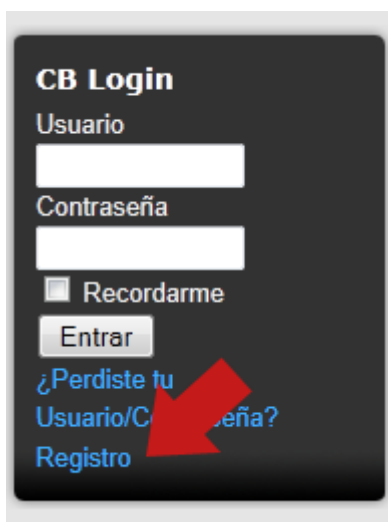 CB Login
Usuario
Contraseña
Recordarme
Entrar
¿Perdiste tu
Registro